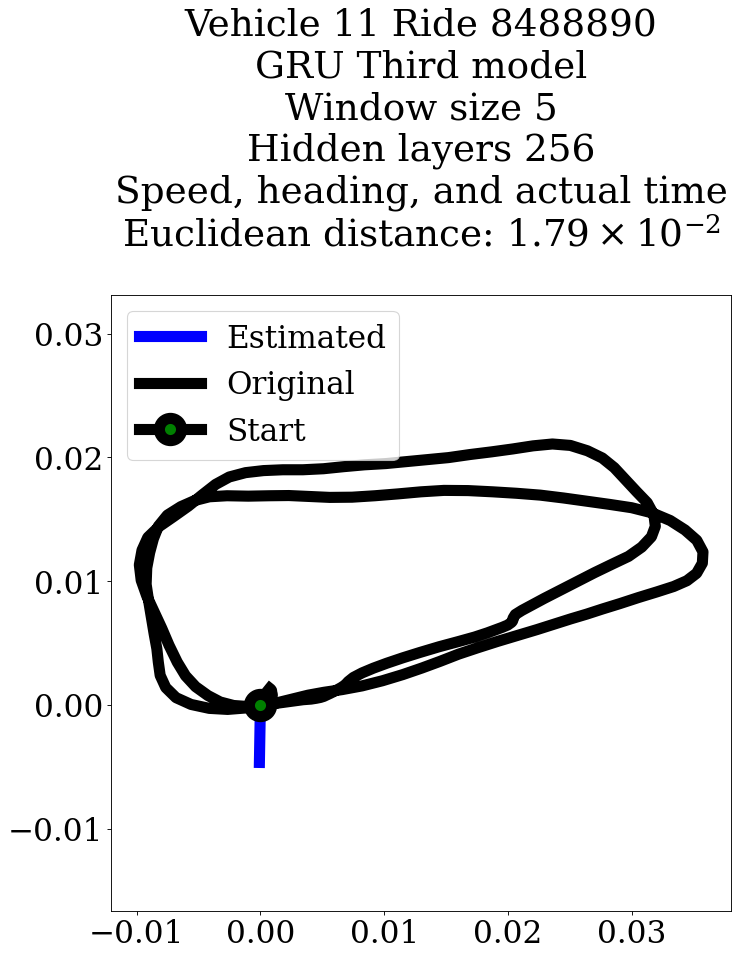 Vehicle 11 Ride 8488890
GRU Third model
Window size 5
Hidden layers 256
Speed, heading, and actual time
Euclidean distance: 1.79 × 10⁻²
Estimated
Original
Start
0.03
0.02
0.01
0.00
−0.01
−0.01 0.00 0.01 0.02 0.03